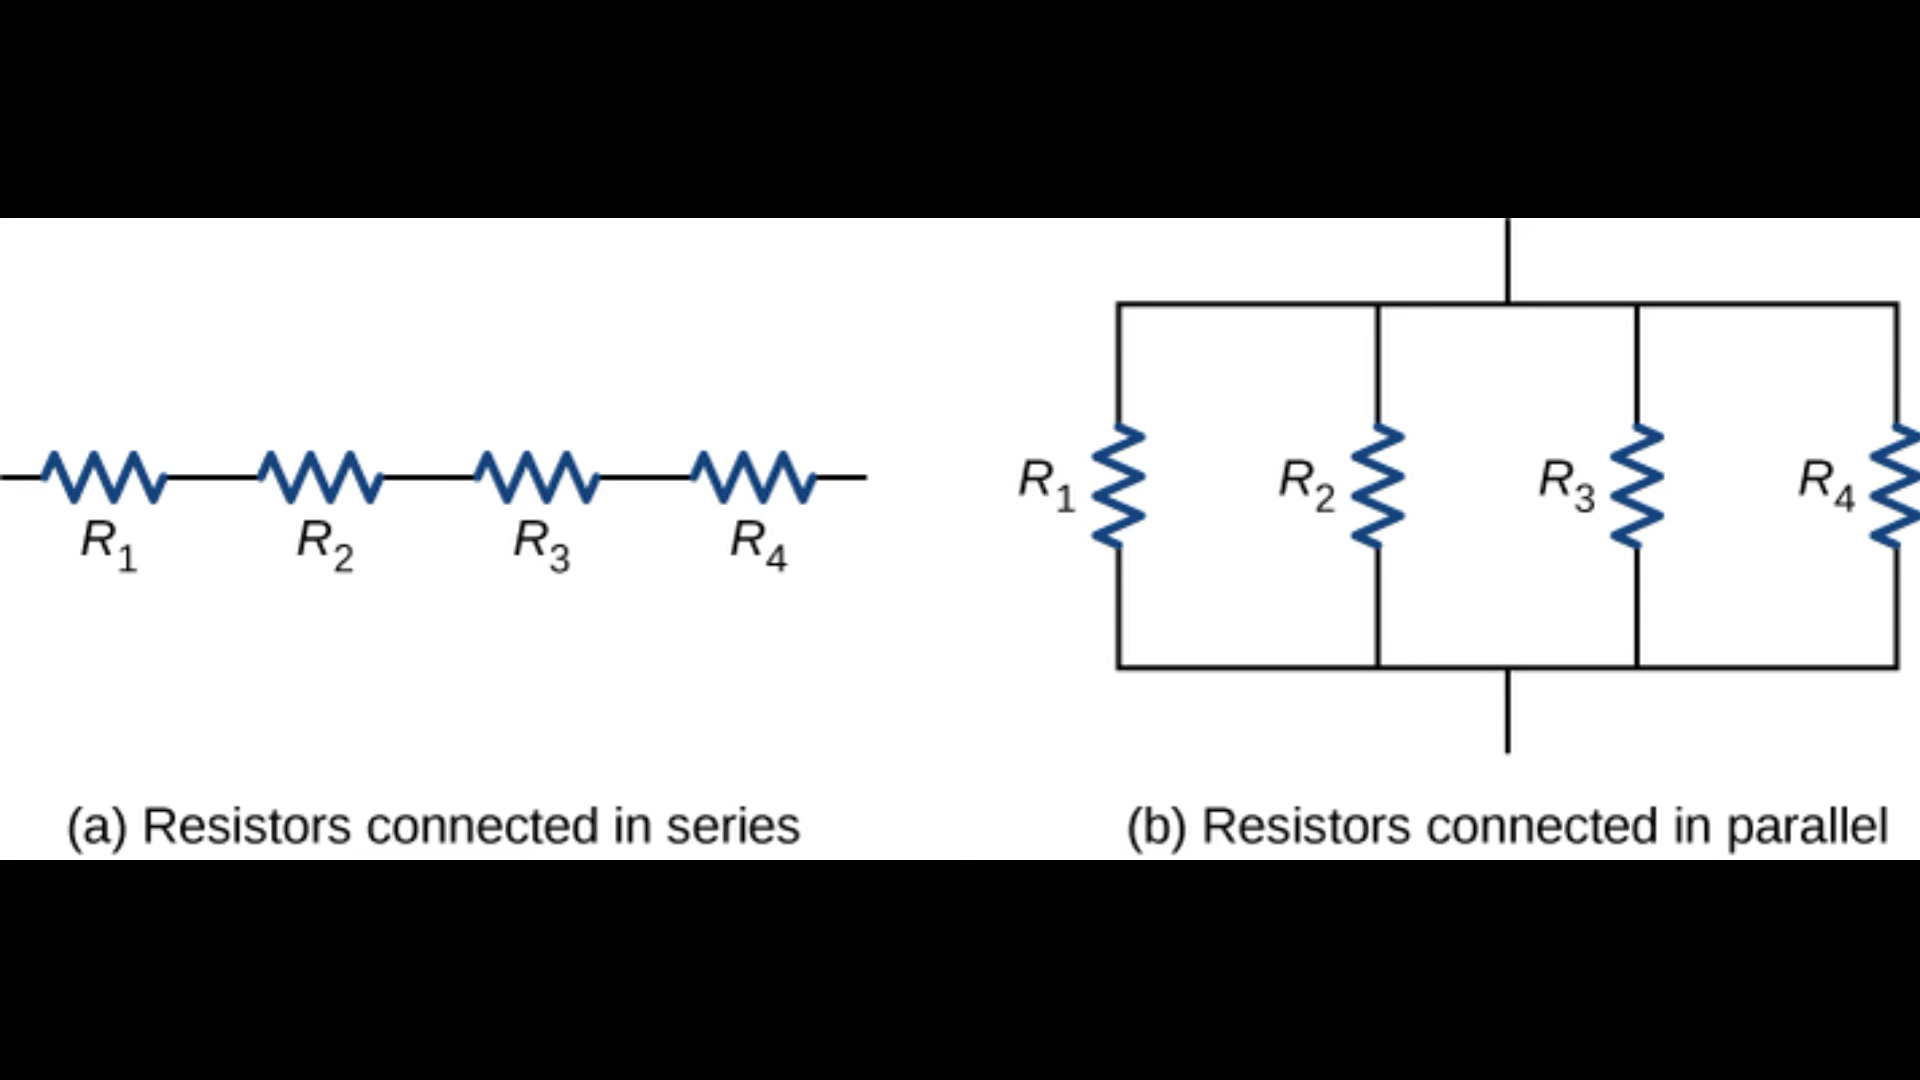 R1 R2 R3 R4
R1 R2 R3 R4
(a) Resistors connected in series
(b) Resistors connected in parallel